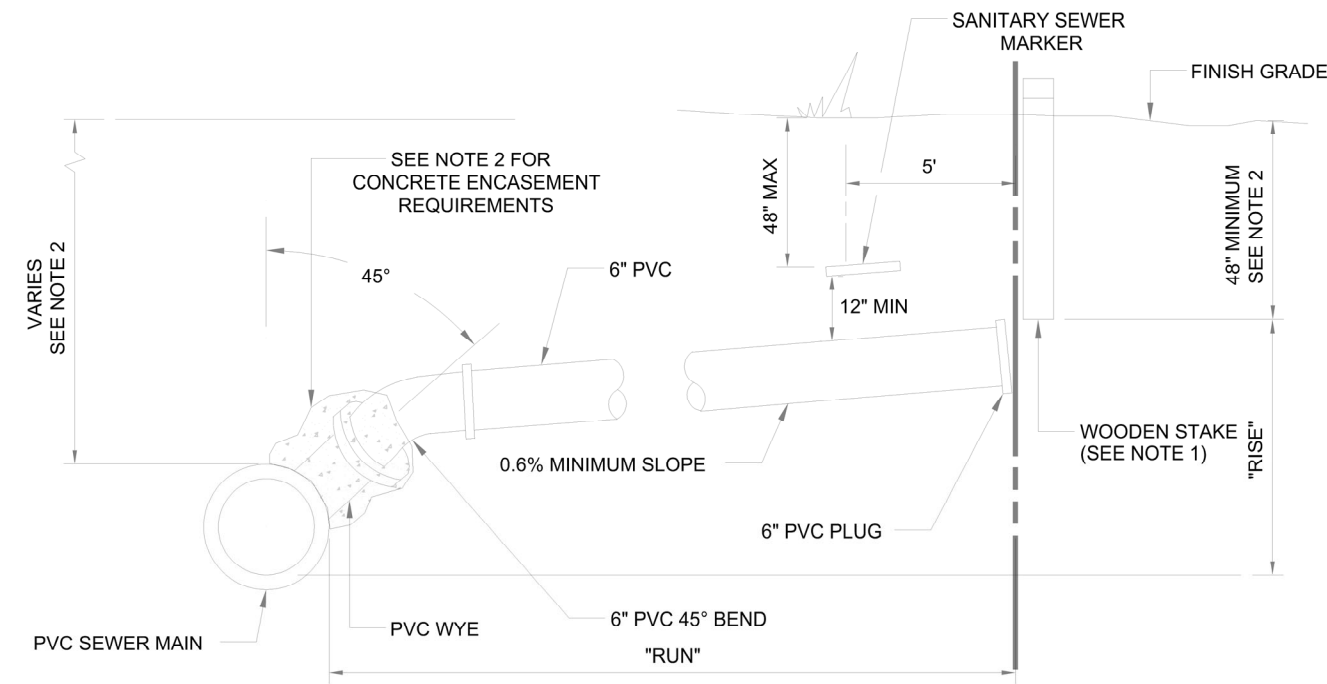 SANITARY SEWER
MARKER
FINISH GRADE
SEE NOTE 2 FOR
CONCRETE ENCASEMENT
REQUIREMENTS
48" MAX
5'
48" MINIMUM
SEE NOTE 2
VARIES
SEE NOTE 2
45°
6" PVC
12" MIN
WOODEN STAKE
(SEE NOTE 1)
"RISE"
0.6% MINIMUM SLOPE
6" PVC PLUG
6" PVC 45° BEND
PVC WYE
PVC SEWER MAIN
"RUN"